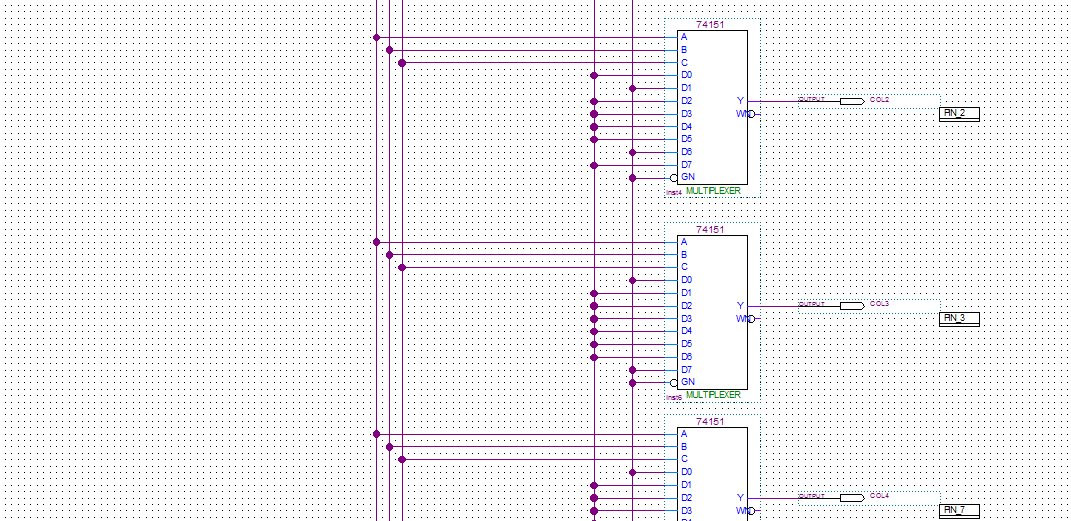 74151
A
B
C
D0
D1
D2
D3
D4
D5
D6
D7
GN
Y
WN
inst4
MULTIPLEXER
OUTPUT
COL2
PIN_2
74151
A
B
C
D0
D1
D2
D3
D4
D5
D6
D7
GN
Y
WN
inst6
MULTIPLEXER
OUTPUT
COL3
PIN_3
74151
A
B
C
D0
D1
D2
D3
Y
WN
OUTPUT
COL4
PIN_7